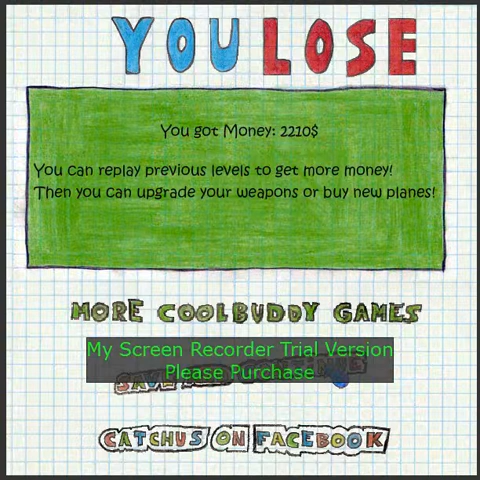 YOU LOSE
You got Money: 2210$
You can replay previous levels to get more money!
Then you can upgrade your weapons or buy new planes!
MORE COOLBUDDY GAMES
My Screen Recorder Trial Version
Please Purchase
SAVE
CATCH US ON FACEBOOK